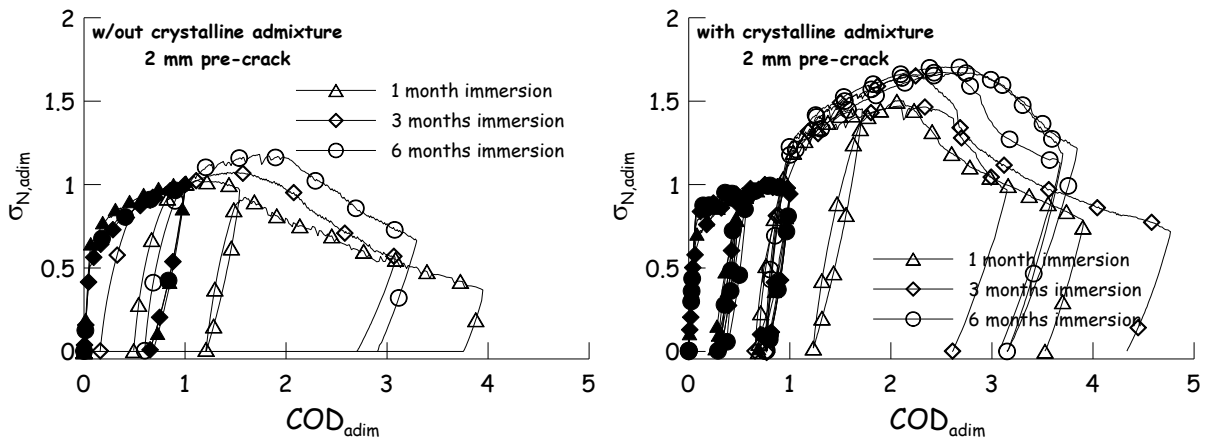 2
w/out crystalline admixture
2 mm pre-crack
1.5
1 month immersion
3 months immersion
6 months immersion
1
0.5
0
σN,adim
0 1 2 3 4 5
CODadim
2
with crystalline admixture
2 mm pre-crack
1.5
1
0.5
0
σN,adim
1 month immersion
3 months immersion
6 months immersion
0 1 2 3 4 5
CODadim